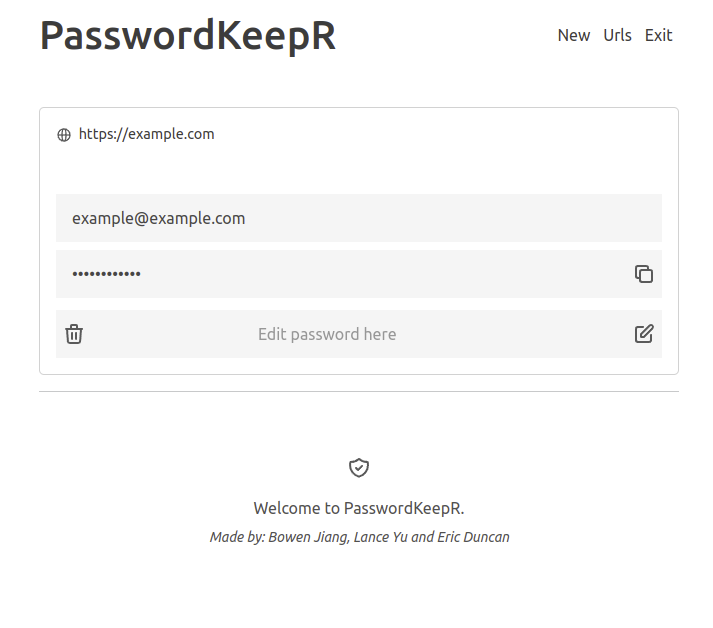 PasswordKeepR
New Urls Exit
https://example.com
example@example.com
••••••••••••
Edit password here
Welcome to PasswordKeepR.
Made by: Bowen Jiang, Lance Yu and Eric Duncan